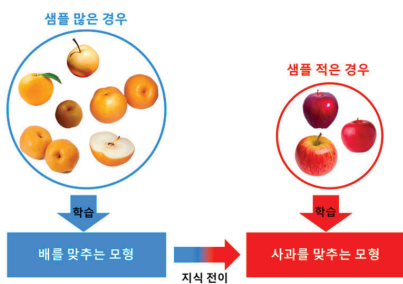 샘플 많은 경우
샘플 적은 경우
학습
학습
배를 맞추는 모형
지식 전이
사과를 맞추는 모형